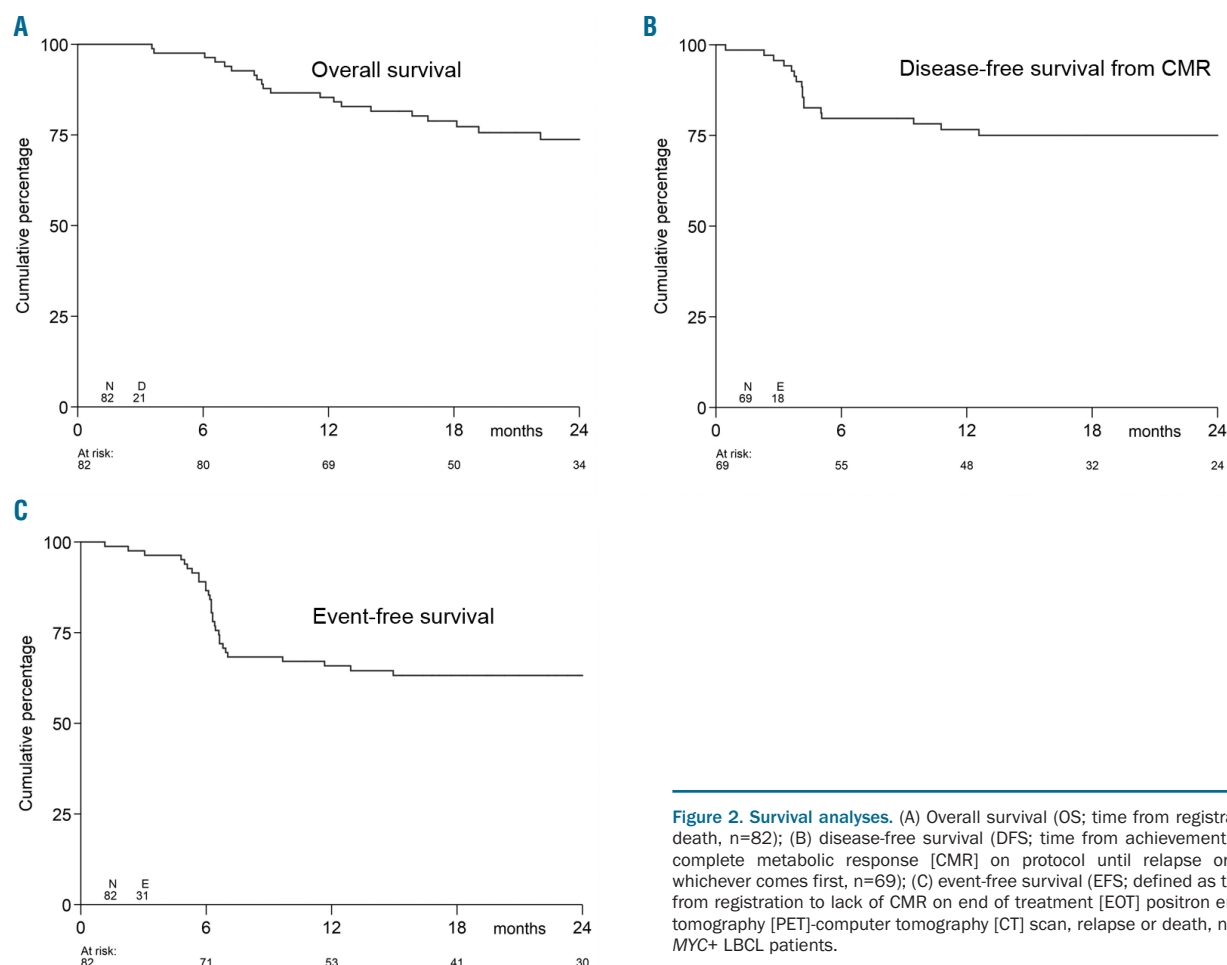 A
100
75
50
25
0
Cumulative percentage
Overall survival
N D
82 21
0 6 12 18 months 24
At risk:
82 80 69 50 34
B
100
75
50
25
0
Cumulative percentage
Disease-free survival from CMR
N E
69 18
0 6 12 18 months 24
At risk:
69 55 48 32 24
C
100
75
50
25
0
Cumulative percentage
Event-free survival
N E
82 31
0 6 12 18 months 24
At risk:
82 71 53 41 30
Figure 2. Survival analyses. (A) Overall survival (OS; time from
death, n=82); (B) disease-free survival (DFS; time from achievement
complete metabolic response [CMR] on protocol until relapse or
whichever comes first, n=69); (C) event-free survival (EFS; defined as
from registration to lack of CMR on end of treatment [EOT] positron
tomography [PET]-computer tomography [CT] scan, relapse or death,
MYC+ LBCL patients.